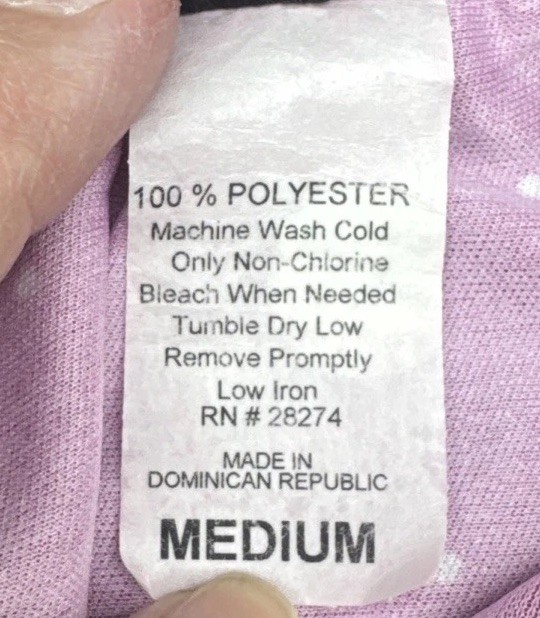 100 % POLYESTER
Machine Wash Cold
Only Non-Chlorine
Bleach When Needed
Tumble Dry Low
Remove Promptly
Low Iron
RN # 28274
MADE IN
DOMINICAN REPUBLIC
MEDIUM